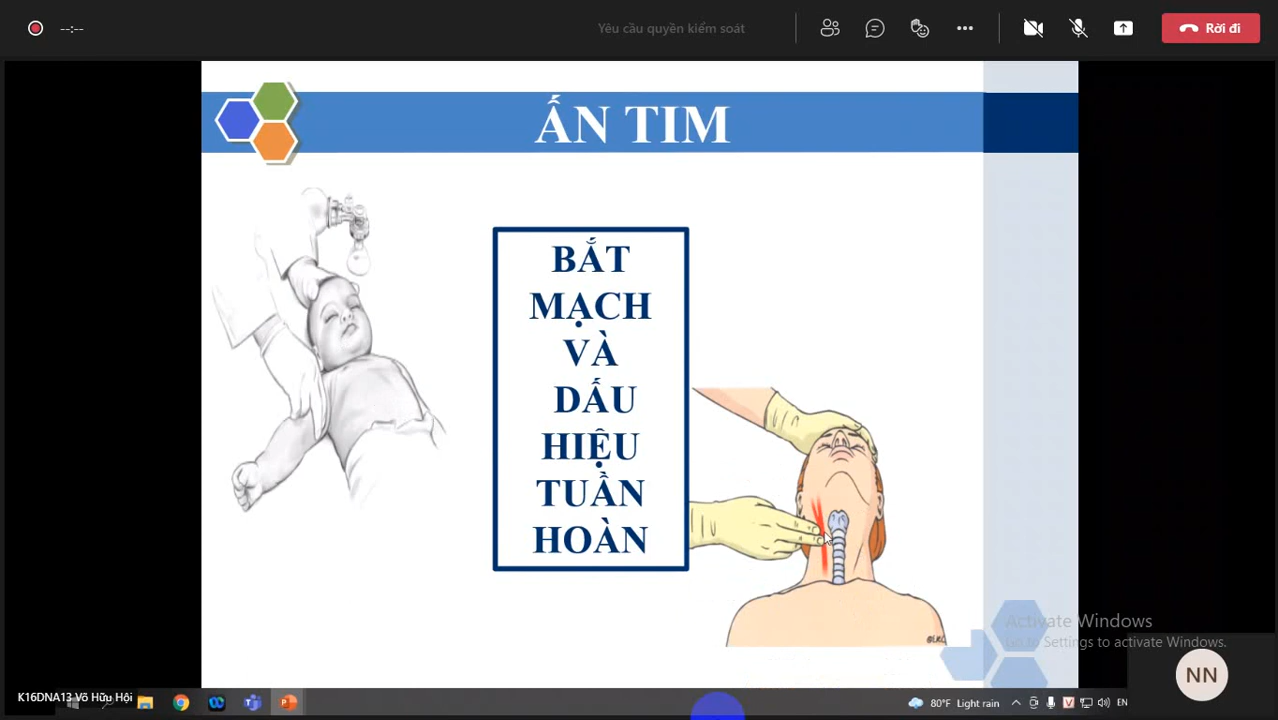 --:--
Yêu cầu quyền kiểm soát
Rời đi
ẤN TIM
BẮT
MẠCH
VÀ
DẤU
HIỆU
TUẦN
HOÀN
Activate Windows
Go to Settings to activate Windows.
NN
K16DNA13 Võ Hữu Hội
80°F Light rain
V
EN